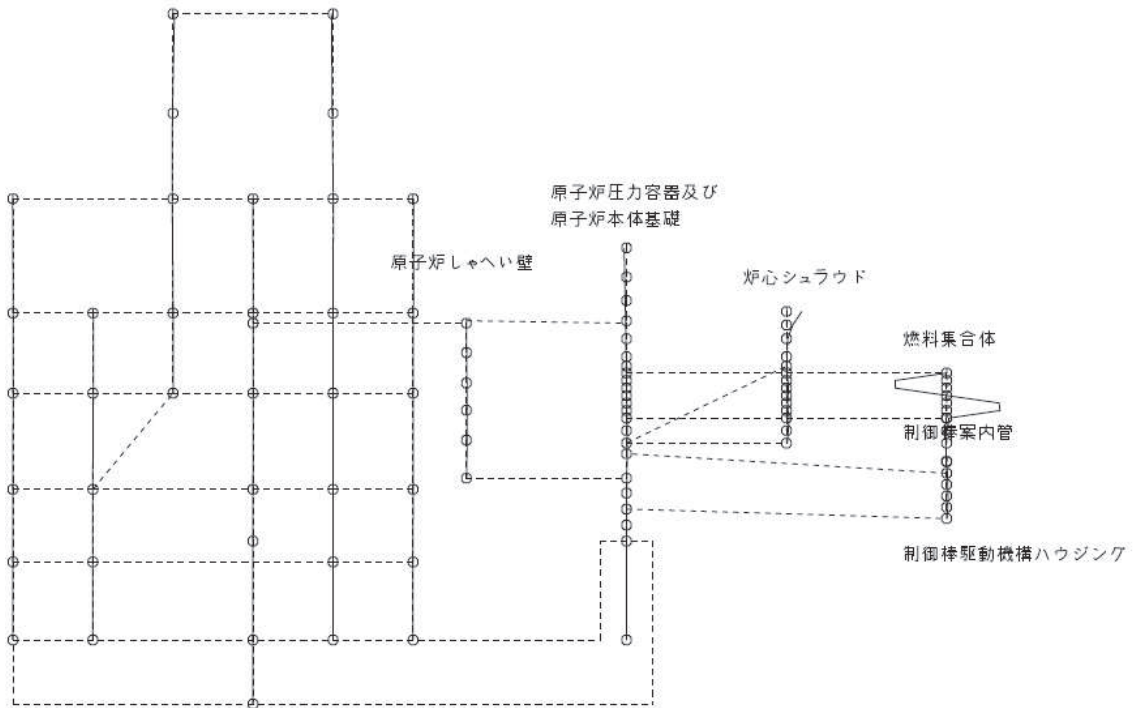 原子炉圧力容器及び
原子炉本体基礎
原子炉しゃへい壁
炉心シュラウド
燃料集合体
制御棒案内管
制御棒駆動機構ハウジング